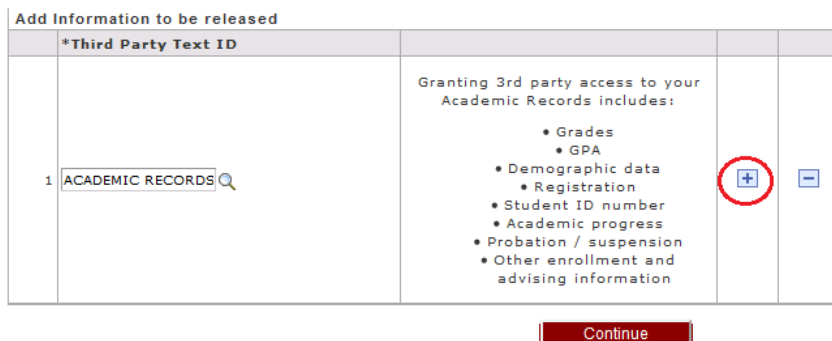 Add Information to be released
*Third Party Text ID
Granting 3rd party access to your
Academic Records includes:
• Grades
• GPA
• Demographic data
• Registration
• Student ID number
• Academic progress
• Probation / suspension
• Other enrollment and
advising information
1 ACADEMIC RECORDS
Continue